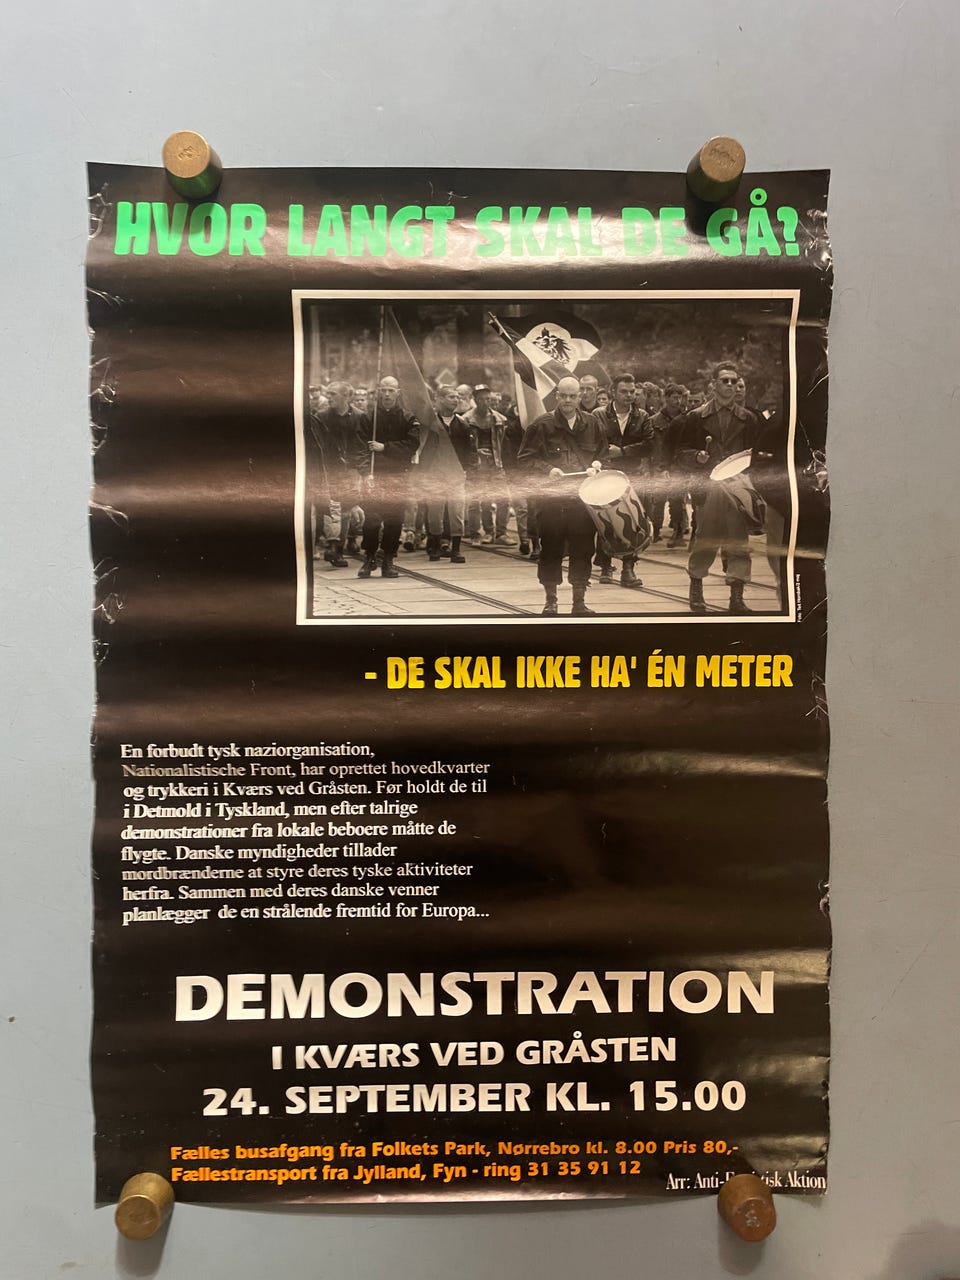 HVOR LANGT SKAL DE GÅ?
- DE SKAL IKKE HA' ÉN METER
En forbudt tysk naziorganisation,
Nationalistische Front, har oprettet hovedkvarter
og trykkeri i Kværs ved Gråsten. Før holdt de til
i Detmold i Tyskland, men efter talrige
demonstrationer fra lokale beboere måtte de
flygte. Danske myndigheder tillader
mordbrænderne at styre deres tyske aktiviteter
herfra. Sammen med deres danske venner
planlægger de en strålende fremtid for Europa...
DEMONSTRATION
I KVÆRS VED GRÅSTEN
24. SEPTEMBER KL. 15.00
Fælles busafgang fra Folkets Park, Nørrebro kl. 8.00 Pris 80,-
Fællestransport fra Jylland, Fyn - ring 31 35 91 12
Arr: Anti- Aktion